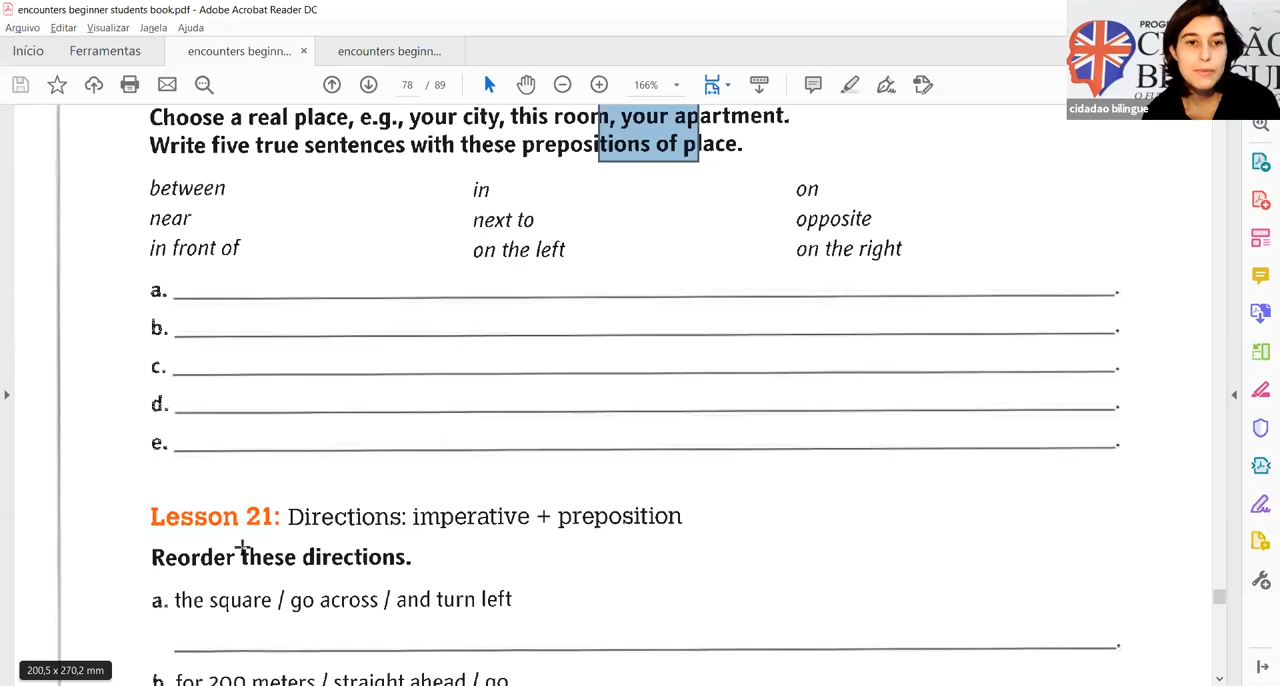 encounters beginner students book.pdf - Adobe Acrobat Reader DC
Arquivo Editar Visualizar Janela Ajuda
Início Ferramentas encounters beginn... × encounters beginn...
78 / 89 166%
cidadao bilingue
Choose a real place, e.g., your city, this room, your apartment.
Write five true sentences with these prepositions of place.
between in on
near next to opposite
in front of on the left on the right
a.
b.
c.
d.
e.
Lesson 21: Directions: imperative + preposition
Reorder these directions.
a. the square / go across / and turn left
b. for 200 meters / straight ahead / go
200,5 x 270,2 mm